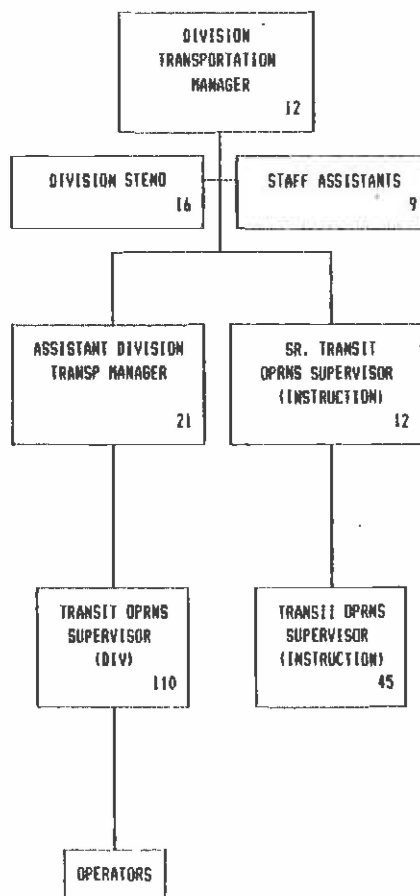 DIVISION
TRANSPORTATION
MANAGER
12
DIVISION STENO
16
STAFF ASSISTANTS
9
ASSISTANT DIVISION
TRANSP MANAGER
21
SR. TRANSIT
OPRNS SUPERVISOR
(INSTRUCTION)
12
TRANSIT OPRNS
SUPERVISOR
(DIV)
110
TRANSIT OPRNS
SUPERVISOR
(INSTRUCTION)
45
OPERATORS